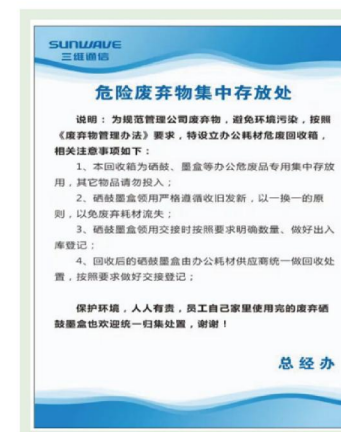 SUNWAVE
三维通信
危险废弃物集中存放处
说明：为规范管理公司废弃物，避免环境污染，按照
《废弃物管理办法》要求，特设立办公耗材危废回收箱，
相关注意事项如下：
1、本回收箱为硒鼓、墨盒等办公危废品专用集中存放
用，其它物品请勿投入；
2、硒鼓墨盒领用严格遵循收旧发新，以一换一的原
则，以免废弃耗材流失；
3、硒鼓墨盒领用交接时按照要求明确数量、做好出入
库登记；
4、回收后的硒鼓墨盒由办公耗材供应商统一做回收处
置，按照要求做好交接登记；
保护环境，人人有责，员工自己家里使用完的废弃硒
鼓墨盒也欢迎统一归集处置，谢谢！
总经办